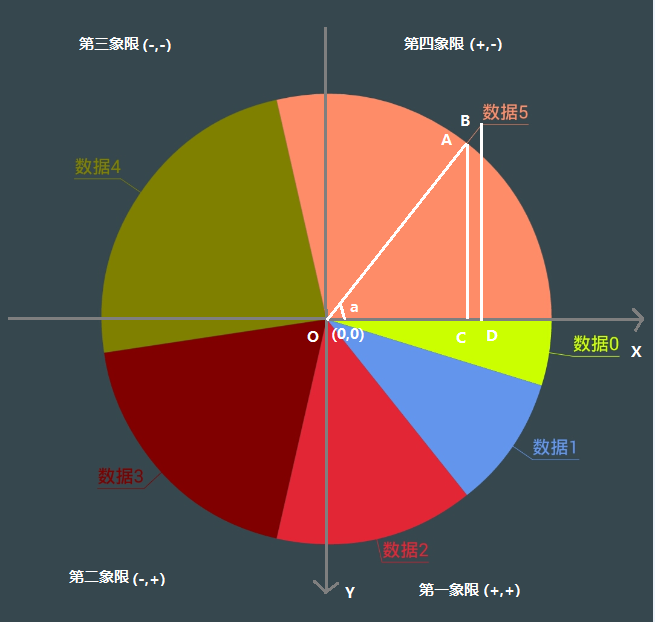 第三象限 (-,-)
第四象限 (+,-)
数据5
B
A
数据4
a
O
(0,0)
C
D
数据0
X
数据1
数据3
数据2
第二象限 (-,+)
第一象限 (+,+)
Y